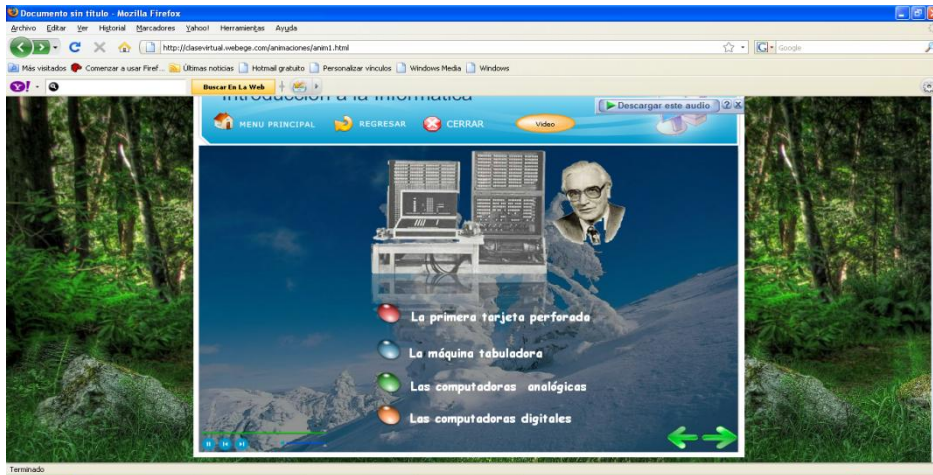 Documento sin título - Mozilla Firefox
Archivo Editar Ver Historial Marcadores Yahoo! Herramientas Ayuda
http://clasevirtual.webege.com/animaciones/anim1.html
Google
Más visitados Comenzar a usar Firef... Últimas noticias Hotmail gratuito Personalizar vínculos Windows Media Windows
Buscar En La Web
Introducción a la informática
Descargar este audio ? X
MENU PRINCIPAL REGRESAR CERRAR Video
La primera tarjeta perforada
La máquina tabuladora
Las computadoras analógicas
Las computadoras digitales
Terminado